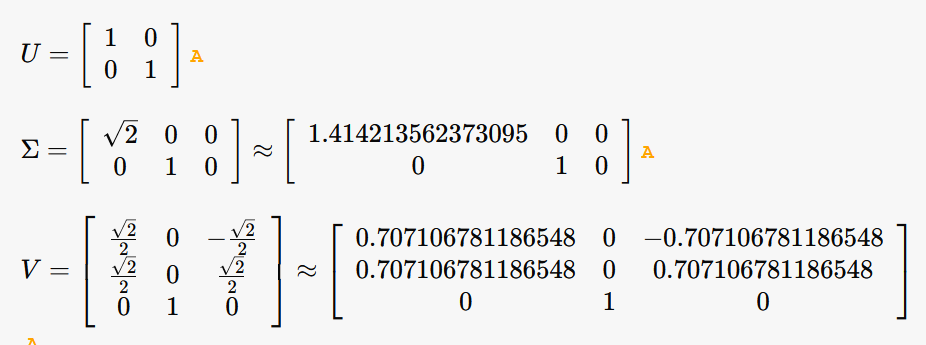 U = [ 1 0
0 1 ] A
Σ = [ √2 0 0
0 1 0 ] ≈ [ 1.414213562373095 0 0
0 1 0 ] A
V = [ √2/2 0 −√2/2
√2/2 0 √2/2
0 1 0 ] ≈ [ 0.707106781186548 0 −0.707106781186548
0.707106781186548 0 0.707106781186548
0 1 0 ]
A